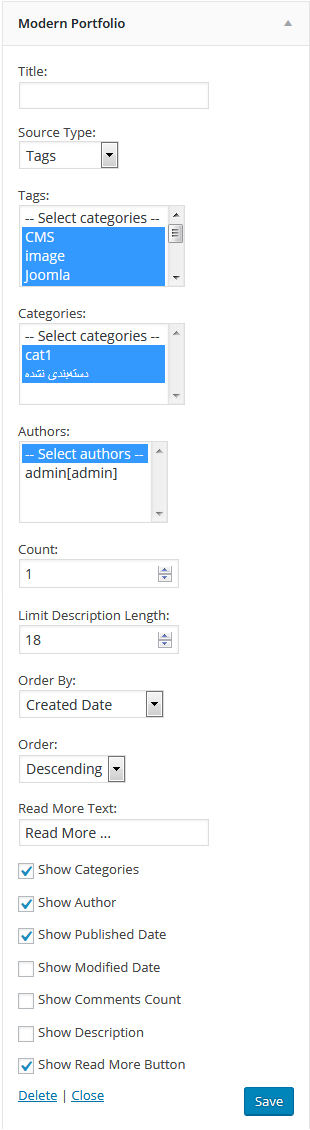 Modern Portfolio
Title:
Source Type:
Tags
Tags:
-- Select categories --
CMS
image
Joomla
Categories:
-- Select categories --
cat1
دسته‌بندی نشده
Authors:
-- Select authors --
admin[admin]
Count:
1
Limit Description Length:
18
Order By:
Created Date
Order:
Descending
Read More Text:
Read More ...
Show Categories
Show Author
Show Published Date
Show Modified Date
Show Comments Count
Show Description
Show Read More Button
Delete | Close
Save